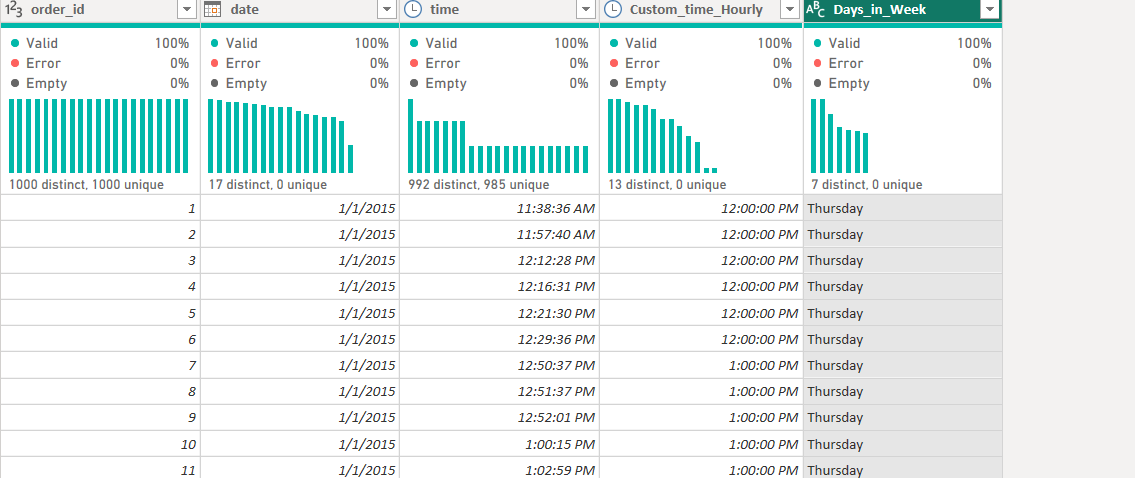 1²3 order_id date time Custom_time_Hourly ABC Days_in_Week
Valid 100% Valid 100% Valid 100% Valid 100% Valid 100%
Error 0% Error 0% Error 0% Error 0% Error 0%
Empty 0% Empty 0% Empty 0% Empty 0% Empty 0%
1000 distinct, 1000 unique 17 distinct, 0 unique 992 distinct, 985 unique 13 distinct, 0 unique 7 distinct, 0 unique
1 1/1/2015 11:38:36 AM 12:00:00 PM Thursday
2 1/1/2015 11:57:40 AM 12:00:00 PM Thursday
3 1/1/2015 12:12:28 PM 12:00:00 PM Thursday
4 1/1/2015 12:16:31 PM 12:00:00 PM Thursday
5 1/1/2015 12:21:30 PM 12:00:00 PM Thursday
6 1/1/2015 12:29:36 PM 12:00:00 PM Thursday
7 1/1/2015 12:50:37 PM 1:00:00 PM Thursday
8 1/1/2015 12:51:37 PM 1:00:00 PM Thursday
9 1/1/2015 12:52:01 PM 1:00:00 PM Thursday
10 1/1/2015 1:00:15 PM 1:00:00 PM Thursday
11 1/1/2015 1:02:59 PM 1:00:00 PM Thursday